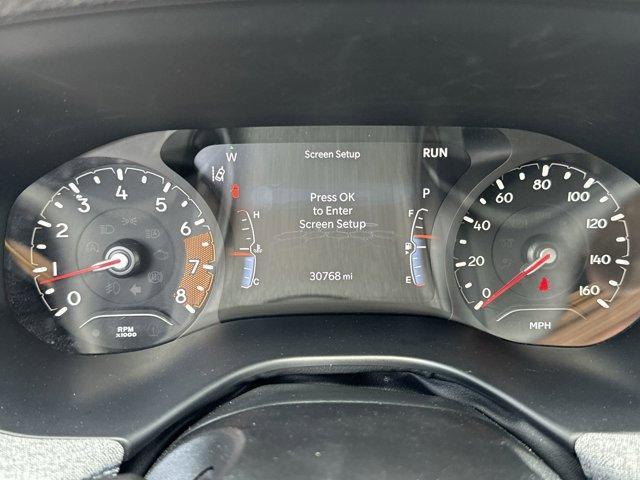 W
Screen Setup
RUN
Press OK
to Enter
Screen Setup
P
H
C
F
E
30768 mi
0
1
2
3
4
5
6
7
8
RPM
X1000
0
20
40
60
80
100
120
140
160
MPH